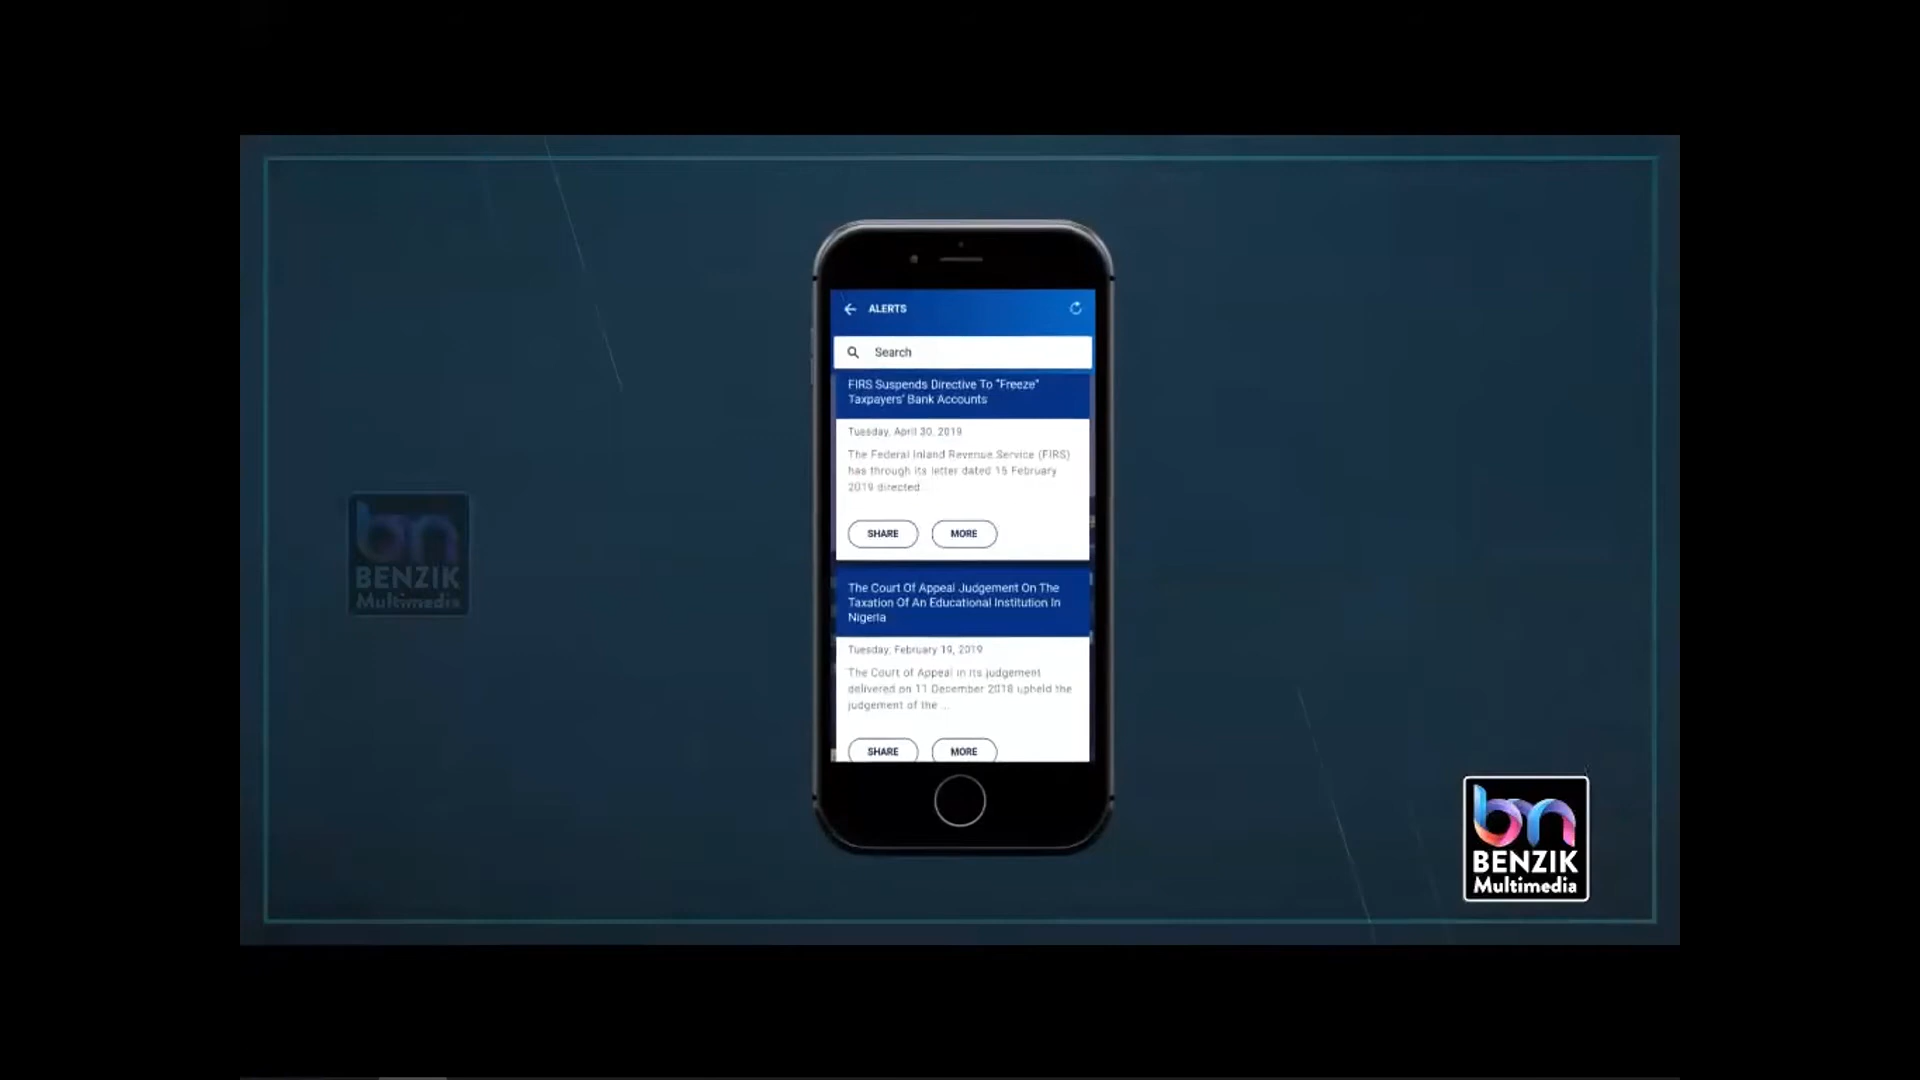 ALERTS
Search
FIRS Suspends Directive To "Freeze"
Taxpayers' Bank Accounts
Tuesday, April 30, 2019
The Federal Inland Revenue Service (FIRS)
has through its letter dated 15 February
2019 directed...
SHARE MORE
The Court Of Appeal Judgement On The
Taxation Of An Educational Institution In
Nigeria
Tuesday, February 19, 2019
The Court of Appeal in its judgement
delivered on 11 December 2018 upheld the
judgement of the ...
SHARE MORE
bn
BENZIK
Multimedia
bn
BENZIK
Multimedia